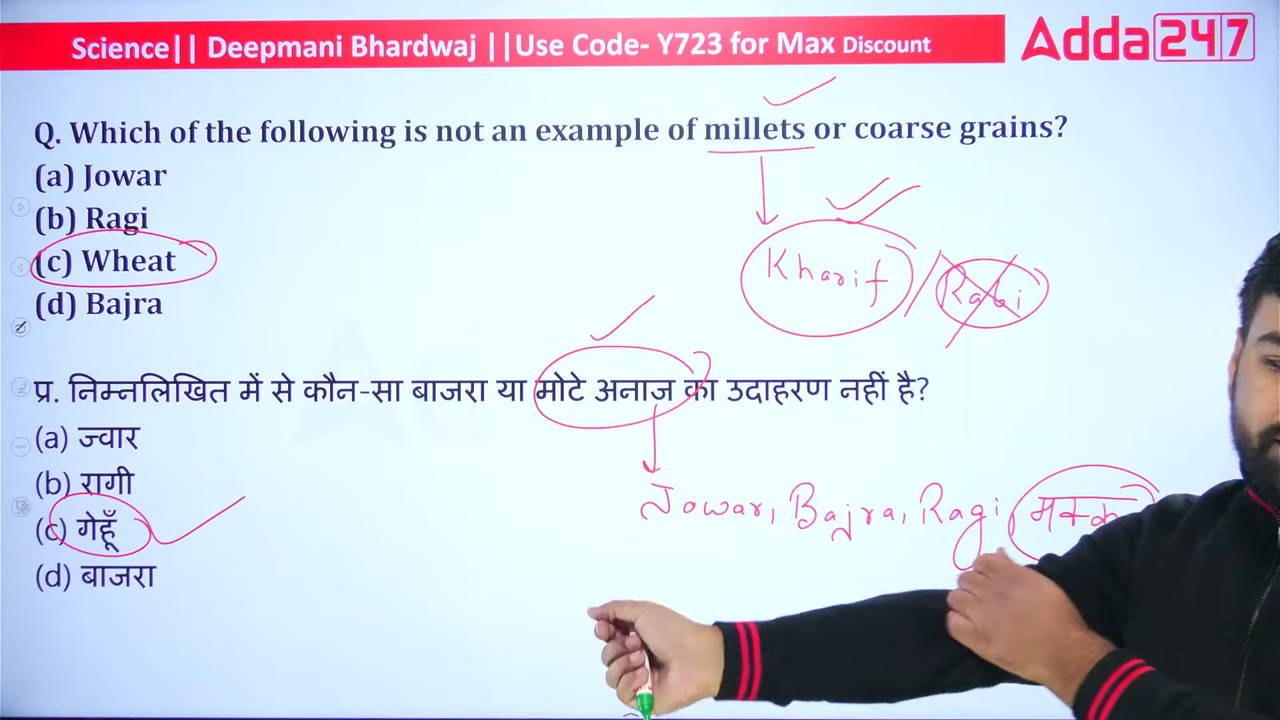 Science|| Deepmani Bhardwaj ||Use Code- Y723 for Max Discount
Adda247
Q. Which of the following is not an example of millets or coarse grains?
(a) Jowar
(b) Ragi
(c) Wheat
(d) Bajra
Kharif / Rabi
प्र. निम्नलिखित में से कौन-सा बाजरा या मोटे अनाज का उदाहरण नहीं है?
(a) ज्वार
(b) रागी
(c) गेहूँ
(d) बाजरा
Jowar, Bajra, Ragi,